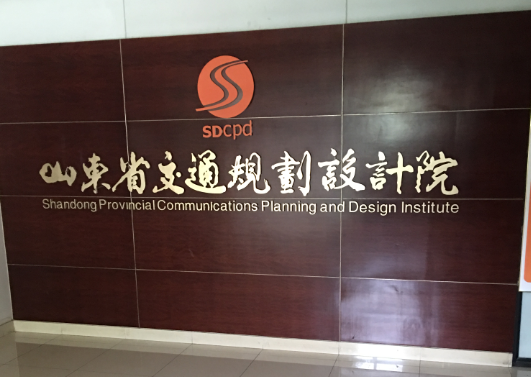 SDcpd
山東省交通規劃設計院
Shandong Provincial Communications Planning and Design Institute